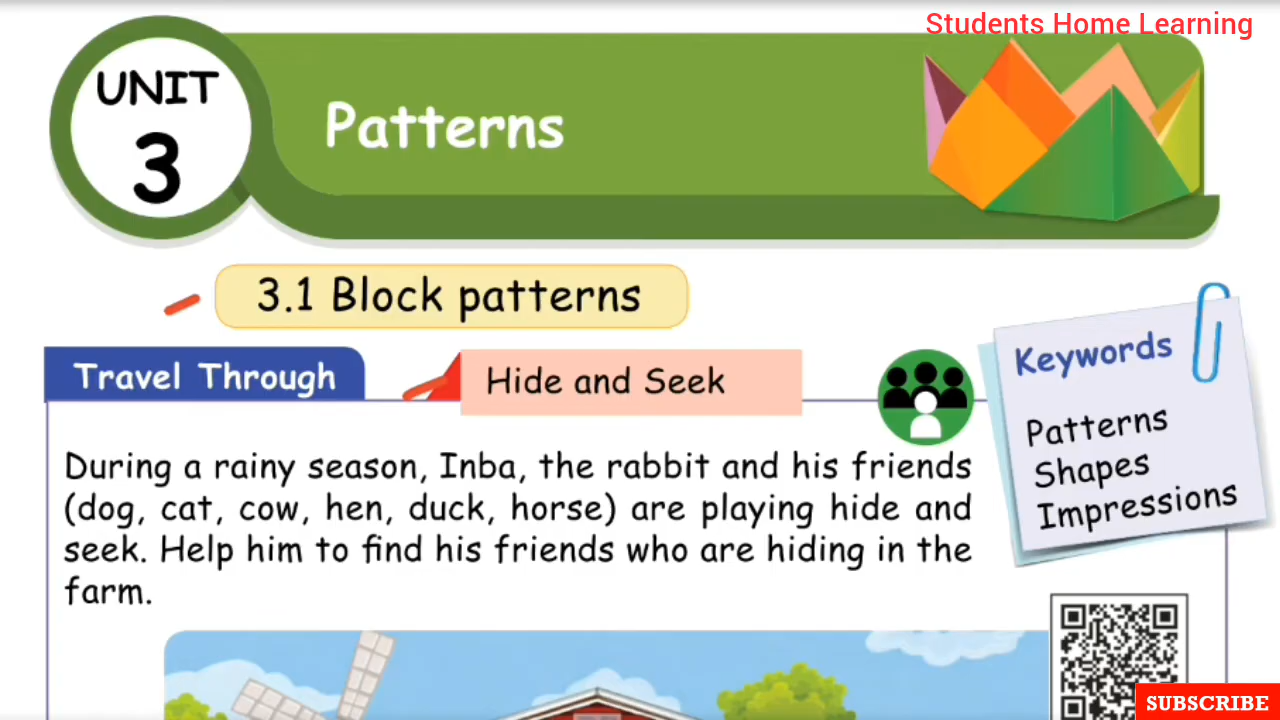 Students Home Learning
UNIT
3
Patterns
3.1 Block patterns
Travel Through
Hide and Seek
Keywords
Patterns
Shapes
Impressions
During a rainy season, Inba, the rabbit and his friends
(dog, cat, cow, hen, duck, horse) are playing hide and
seek. Help him to find his friends who are hiding in the
farm.
SUBSCRIBE